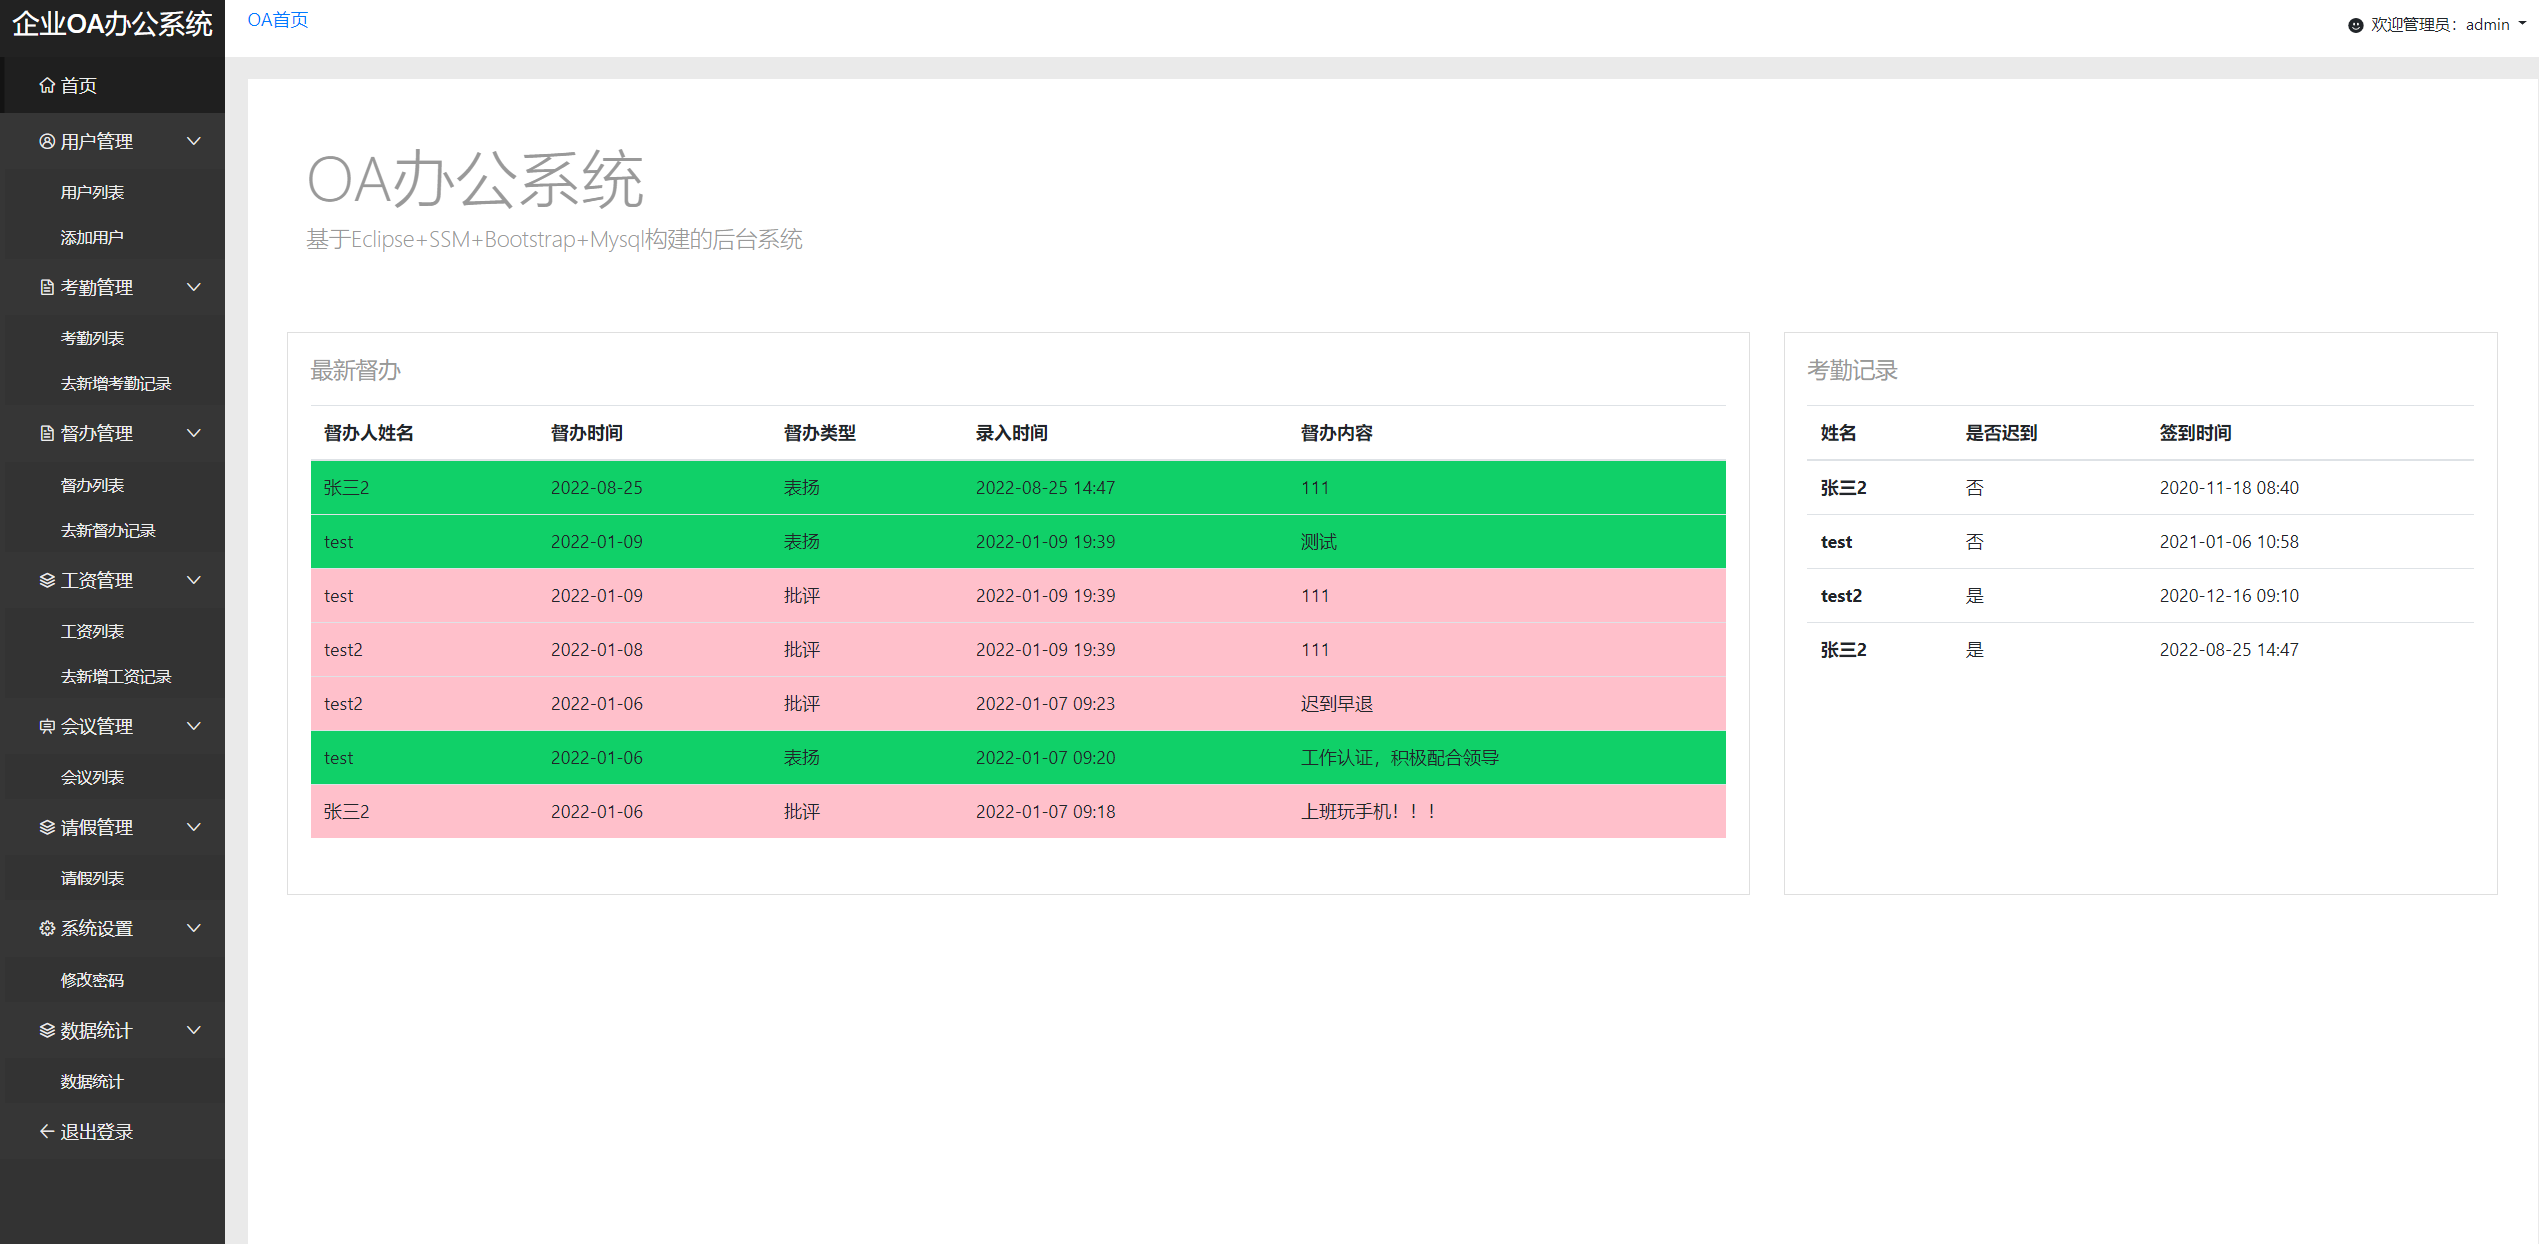 企业OA办公系统
OA首页
欢迎管理员：admin
首页
用户管理
用户列表
添加用户
考勤管理
考勤列表
去新增考勤记录
督办管理
督办列表
去新督办记录
工资管理
工资列表
去新增工资记录
会议管理
会议列表
请假管理
请假列表
系统设置
修改密码
数据统计
数据统计
退出登录
OA办公系统
基于Eclipse+SSM+Bootstrap+Mysql构建的后台系统
最新督办
督办人姓名 督办时间 督办类型 录入时间 督办内容
张三2 2022-08-25 表扬 2022-08-25 14:47 111
test 2022-01-09 表扬 2022-01-09 19:39 测试
test 2022-01-09 批评 2022-01-09 19:39 111
test2 2022-01-08 批评 2022-01-09 19:39 111
test2 2022-01-06 批评 2022-01-07 09:23 迟到早退
test 2022-01-06 表扬 2022-01-07 09:20 工作认证，积极配合领导
张三2 2022-01-06 批评 2022-01-07 09:18 上班玩手机！！！
考勤记录
姓名 是否迟到 签到时间
张三2 否 2020-11-18 08:40
test 否 2021-01-06 10:58
test2 是 2020-12-16 09:10
张三2 是 2022-08-25 14:47